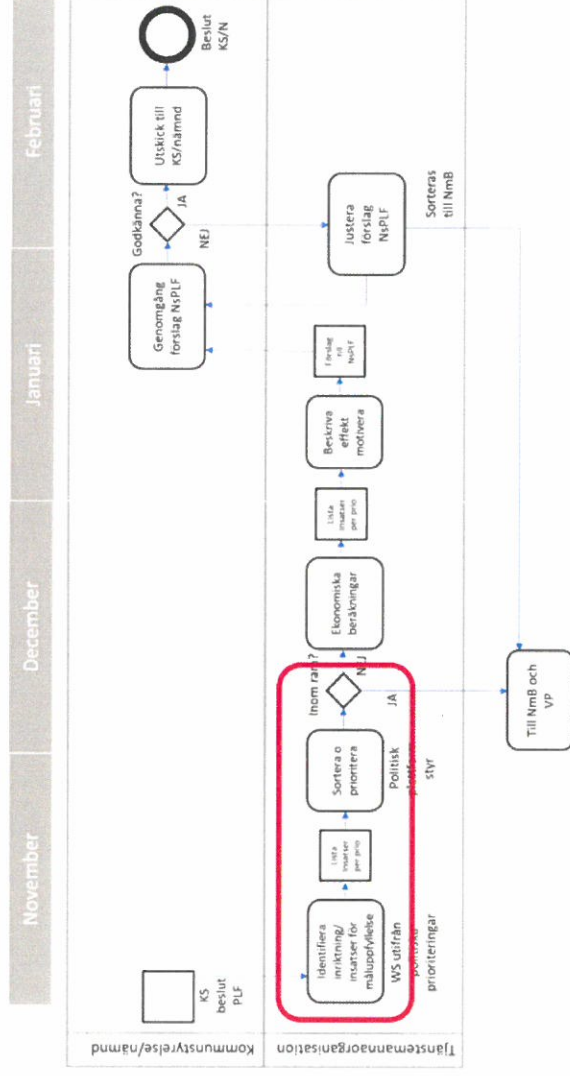 November
December
Januari
Februari
Kommunstyrelse/nämnd
KS
beslut
PLF
Genomgång
förslag NsPLF
Godkänna?
JA
NEJ
Utskick till
KS/nämnd
Beslut
KS/N
Tjänstemannaorganisation
Identifiera
inriktning/
insatser för
måluppfyllelse
WS utifrån
politiska
prioriteringar
Lista
insatser
per prio
Sortera o
prioritera
Politisk
plattform
styr
Inom ram?
NEJ
JA
Ekonomiska
beräkningar
Lista
insatser
per prio
Beskriva
effekt
motivera
Förslag
till
NsPLF
Justera
förslag
NsPLF
Sorteras
till NmB
Till NmB och
VP